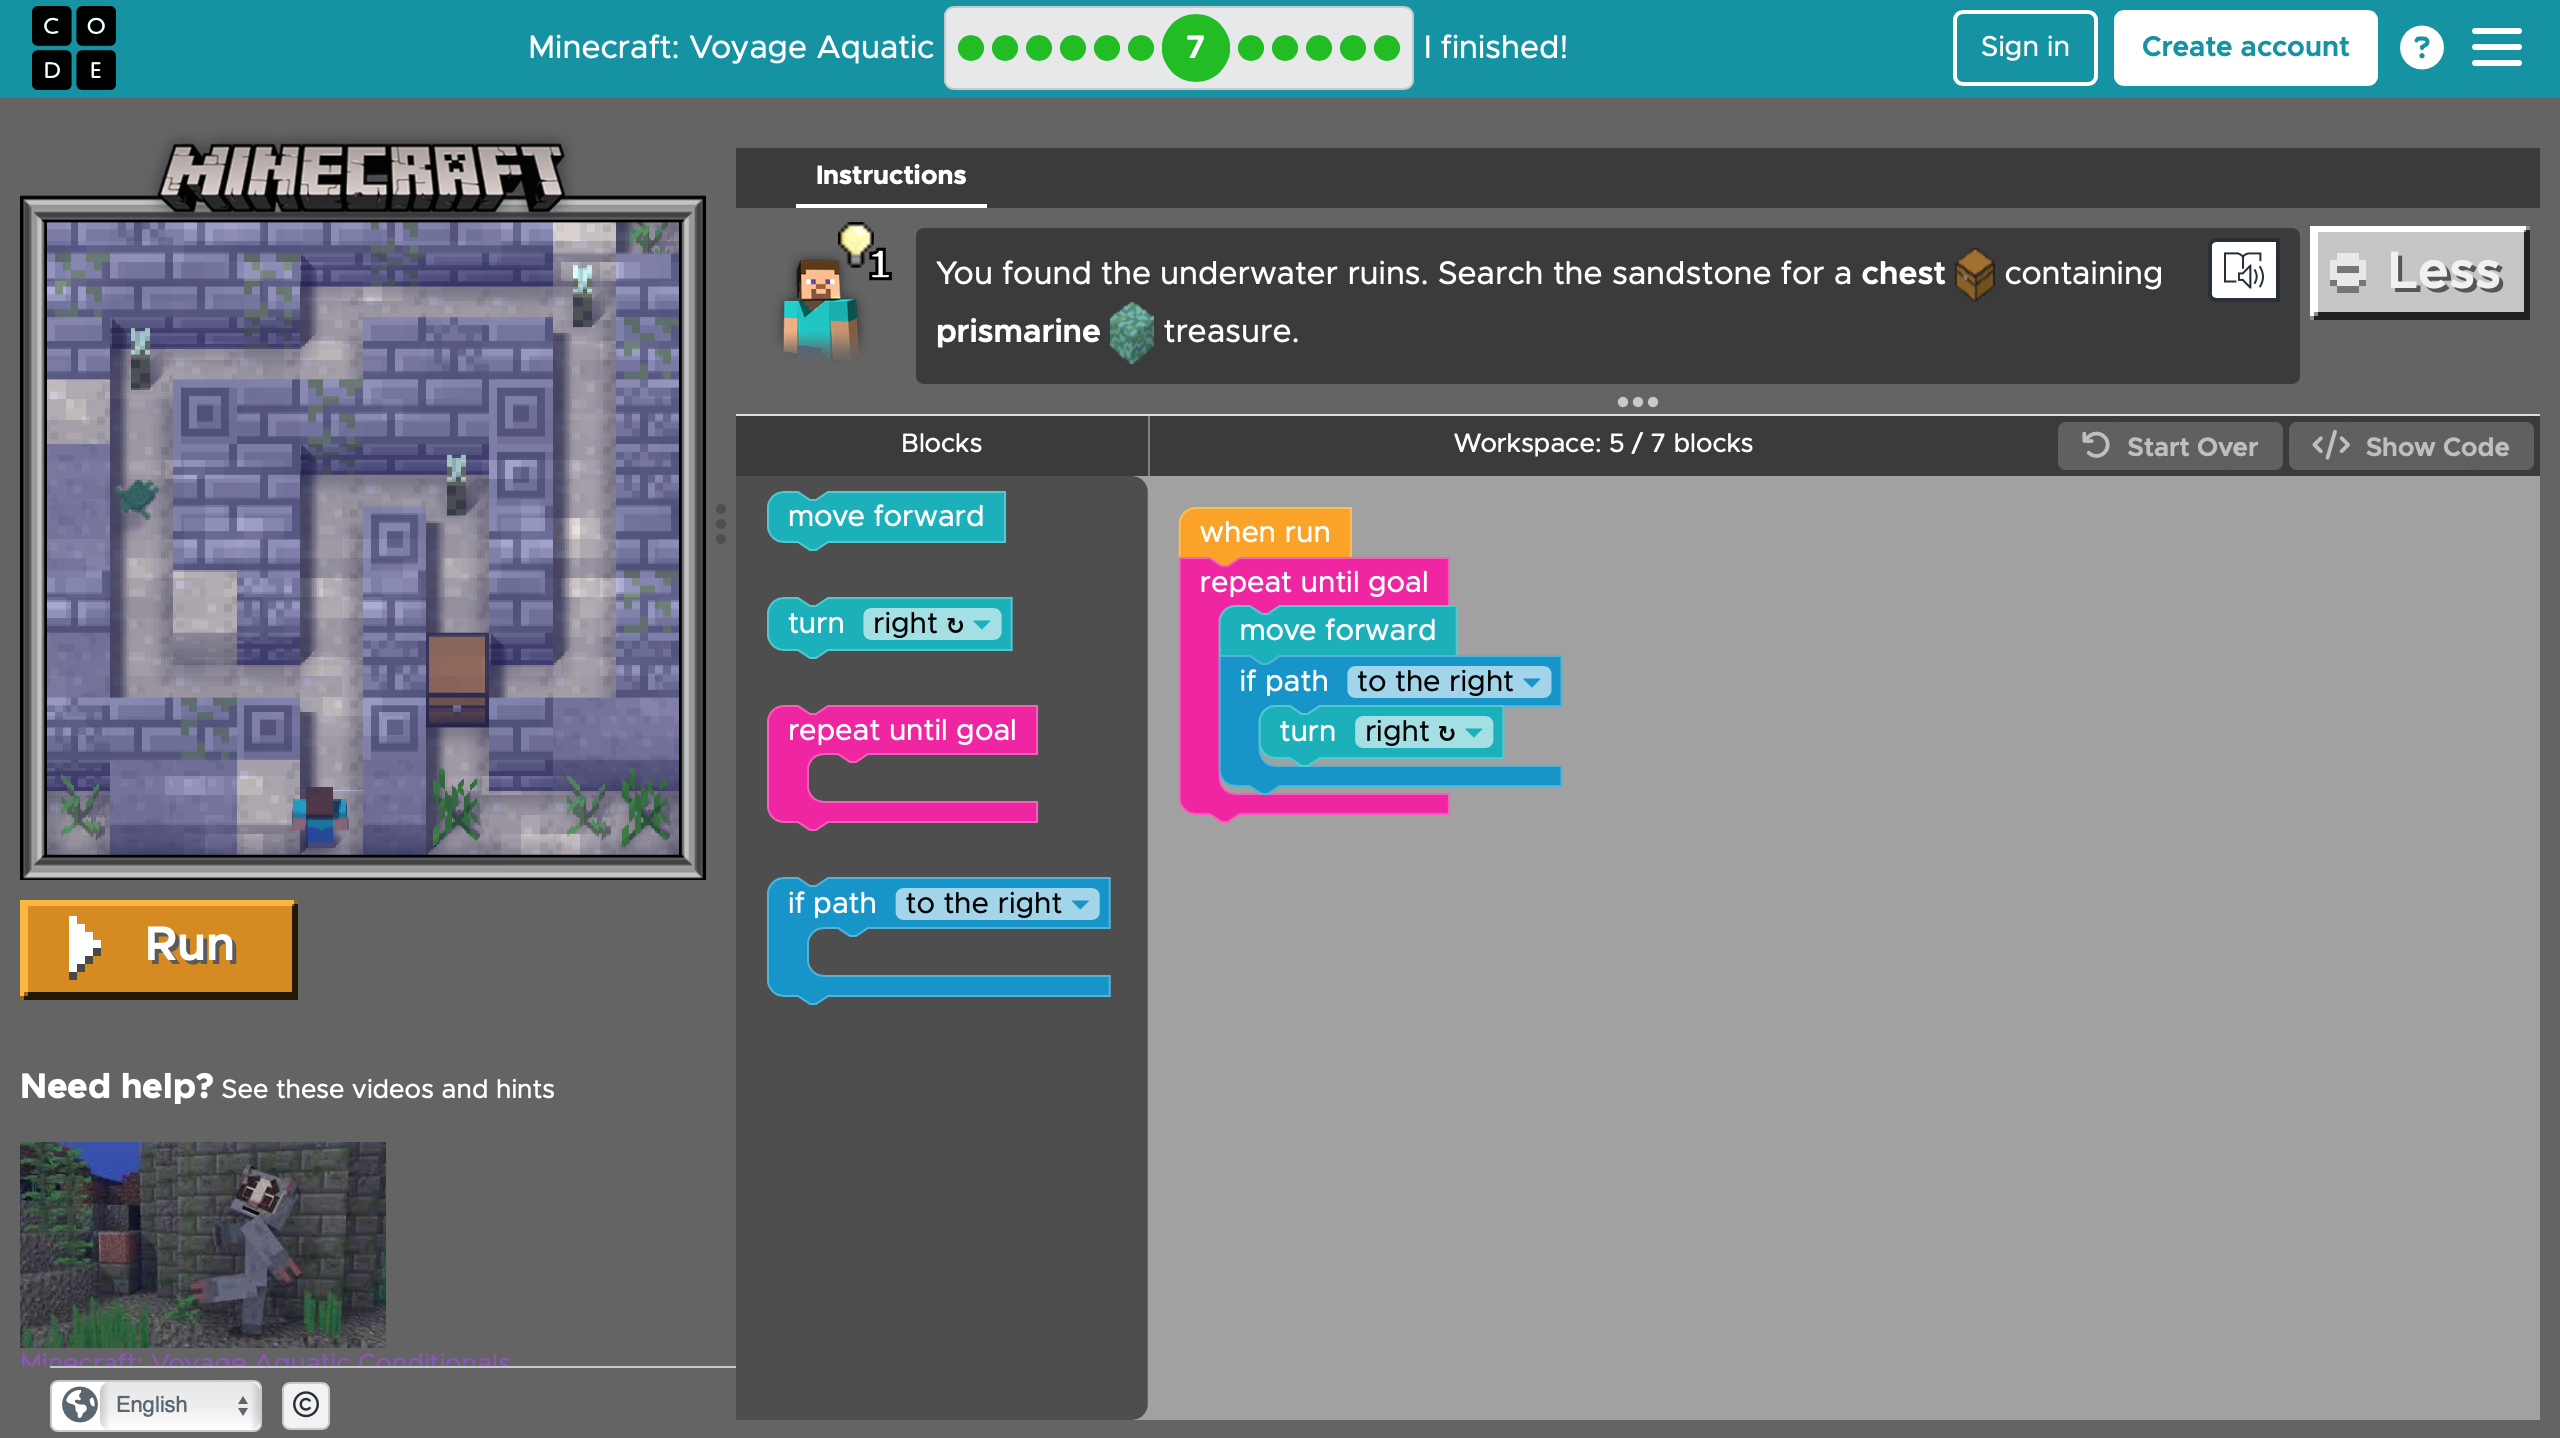 C O
D E
Minecraft: Voyage Aquatic
7
I finished!
Sign in
Create account
?
MINECRAFT
Instructions
1
You found the underwater ruins. Search the sandstone for a chest containing
prismarine treasure.
Less
Blocks
Workspace: 5 / 7 blocks
Start Over
</> Show Code
move forward
turn right ↻
repeat until goal
if path to the right
when run
repeat until goal
move forward
if path to the right
turn right ↻
Run
Need help? See these videos and hints
Minecraft: Voyage Aquatic Conditionals
English
©